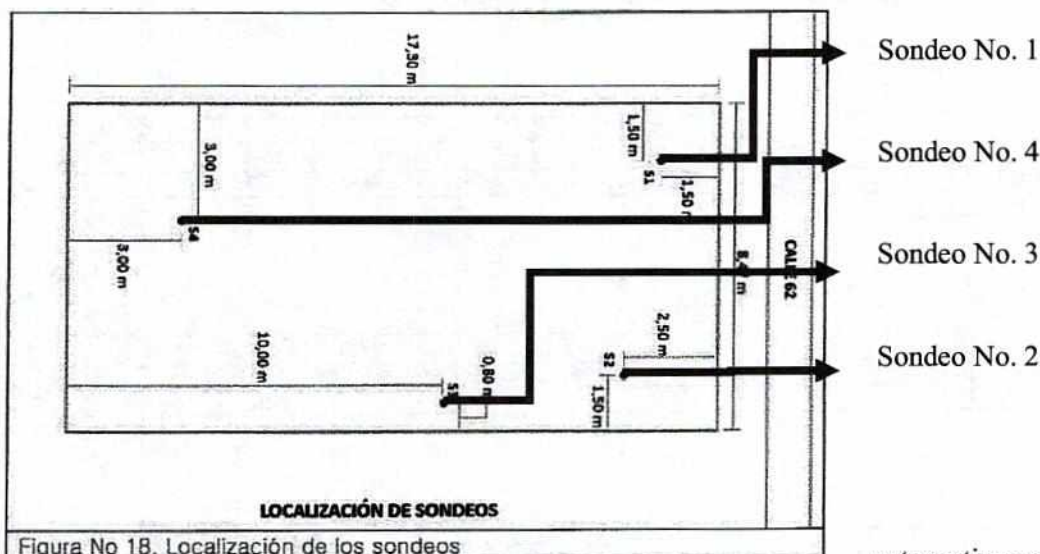 17,50 m
Sondeo No. 1
1,50 m
S1
1,50 m
Sondeo No. 4
3,00 m
S4
3,00 m
CALLE 62
Sondeo No. 3
2,50 m
S2
Sondeo No. 2
10,00 m
0,80 m
S3
1,50 m
LOCALIZACIÓN DE SONDEOS
Figura No 18. Localización de los sondeos